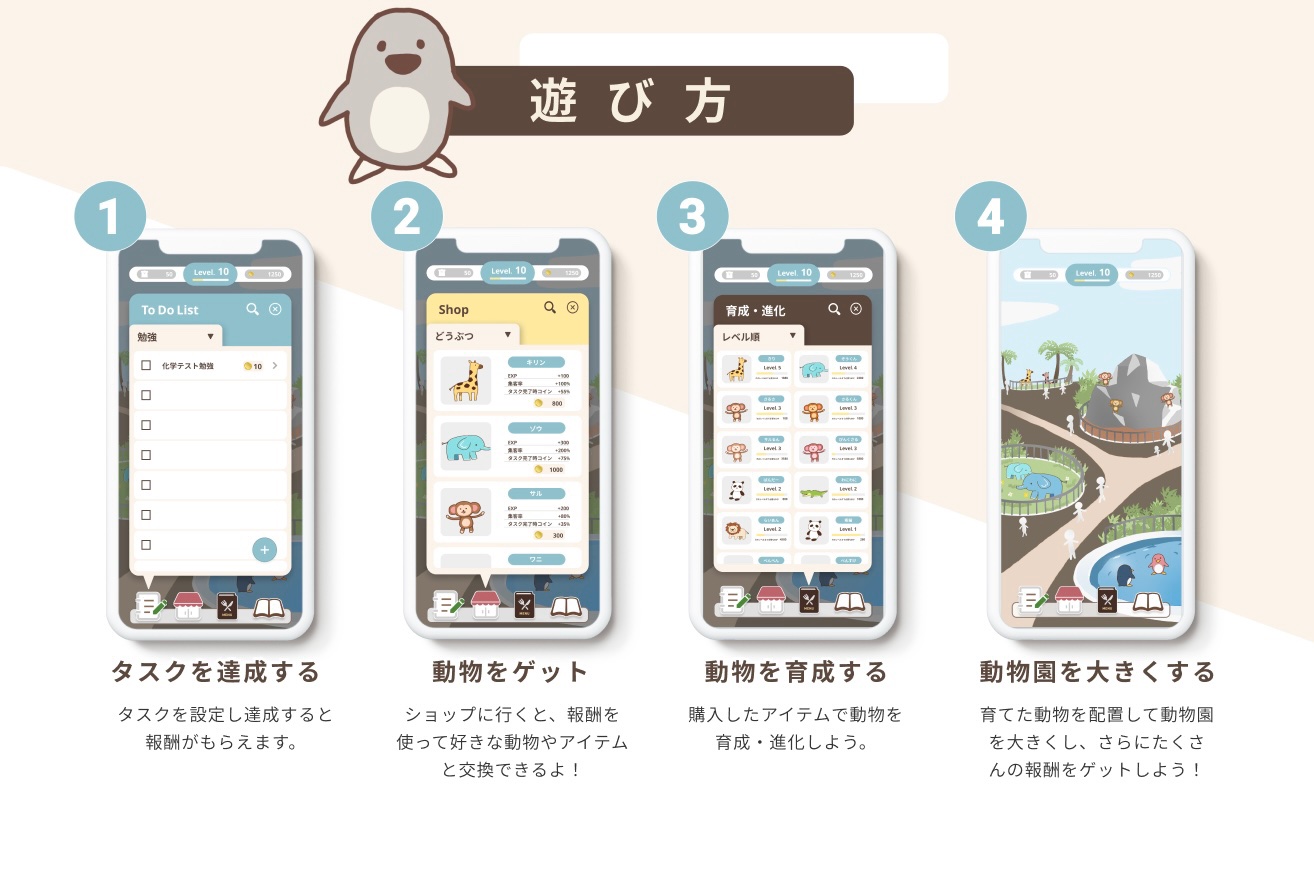 遊び方
1
2
3
4
50
Level. 10
1250
To Do List
勉強
化学テスト勉強
10
50
Level. 10
1250
Shop
どうぶつ
キリン
EXP +100
集客率 +100%
タスク完了時コイン +55%
800
ゾウ
EXP +300
集客率 +200%
タスク完了時コイン +75%
1000
サル
EXP +200
集客率 +80%
タスク完了時コイン +35%
300
ワニ
MENU
50
Level. 10
1250
育成・進化
レベル順
Level. 5
Level. 4
Level. 3
Level. 3
Level. 3
Level. 3
Level. 2
Level. 2
Level. 2
Level. 1
MENU
50
Level. 10
1250
MENU
タスクを達成する
タスクを設定し達成すると
報酬がもらえます。
動物をゲット
ショップに行くと、報酬を
使って好きな動物やアイテム
と交換できるよ！
動物を育成する
購入したアイテムで動物を
育成・進化しよう。
動物園を大きくする
育てた動物を配置して動物園
を大きくし、さらにたくさ
んの報酬をゲットしよう！